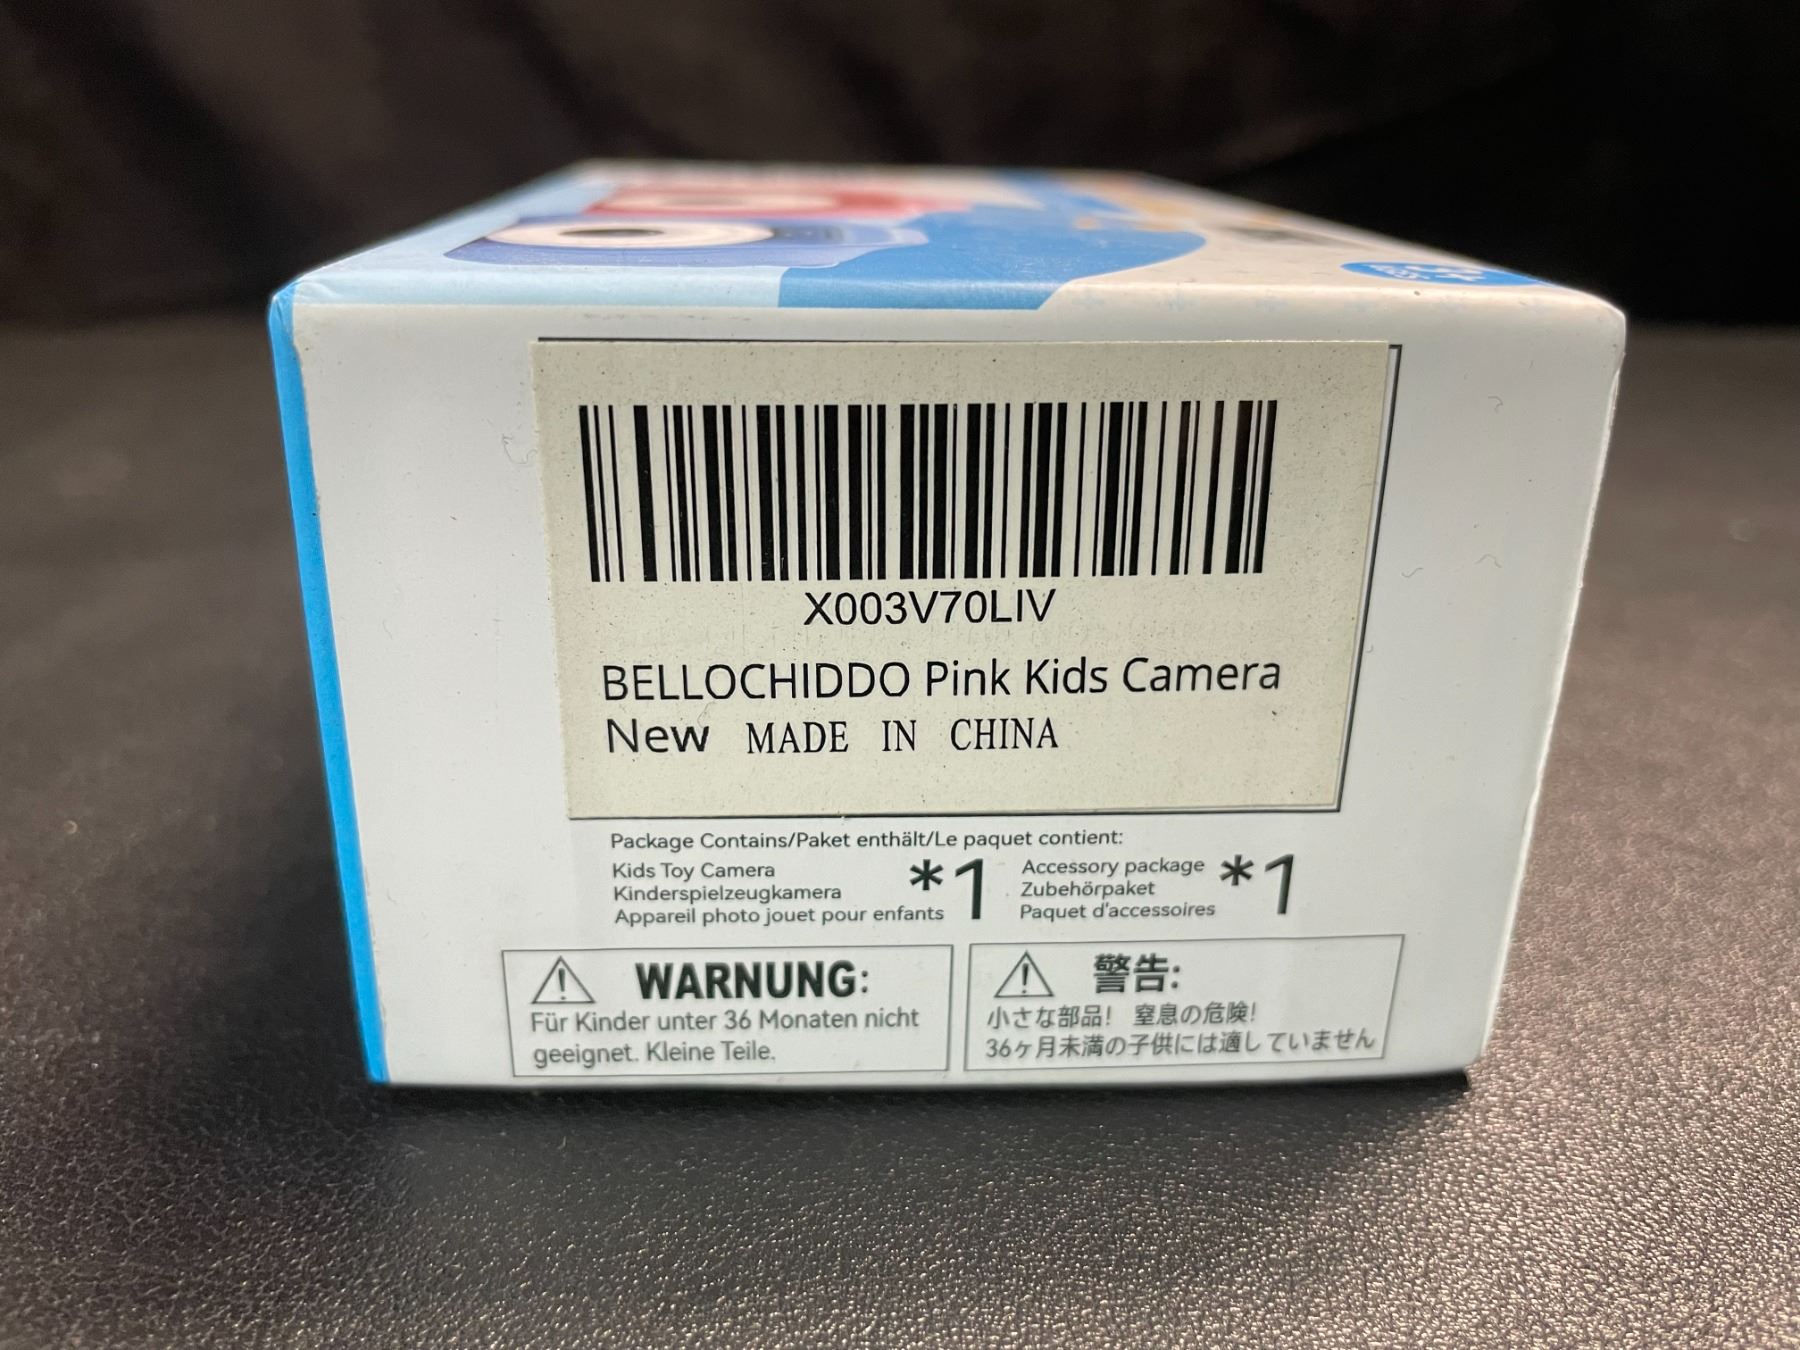 X003V70LIV
BELLOCHIDDO Pink Kids Camera
New MADE IN CHINA
Package Contains/Paket enthält/Le paquet contient:
Kids Toy Camera
Kinderspielzeugkamera
Appareil photo jouet pour enfants
*1
Accessory package
Zubehörpaket
Paquet d'accessoires
*1
WARNUNG:
Für Kinder unter 36 Monaten nicht
geeignet. Kleine Teile.
警告:
小さな部品! 窒息の危険!
36ヶ月未満の子供には適していません